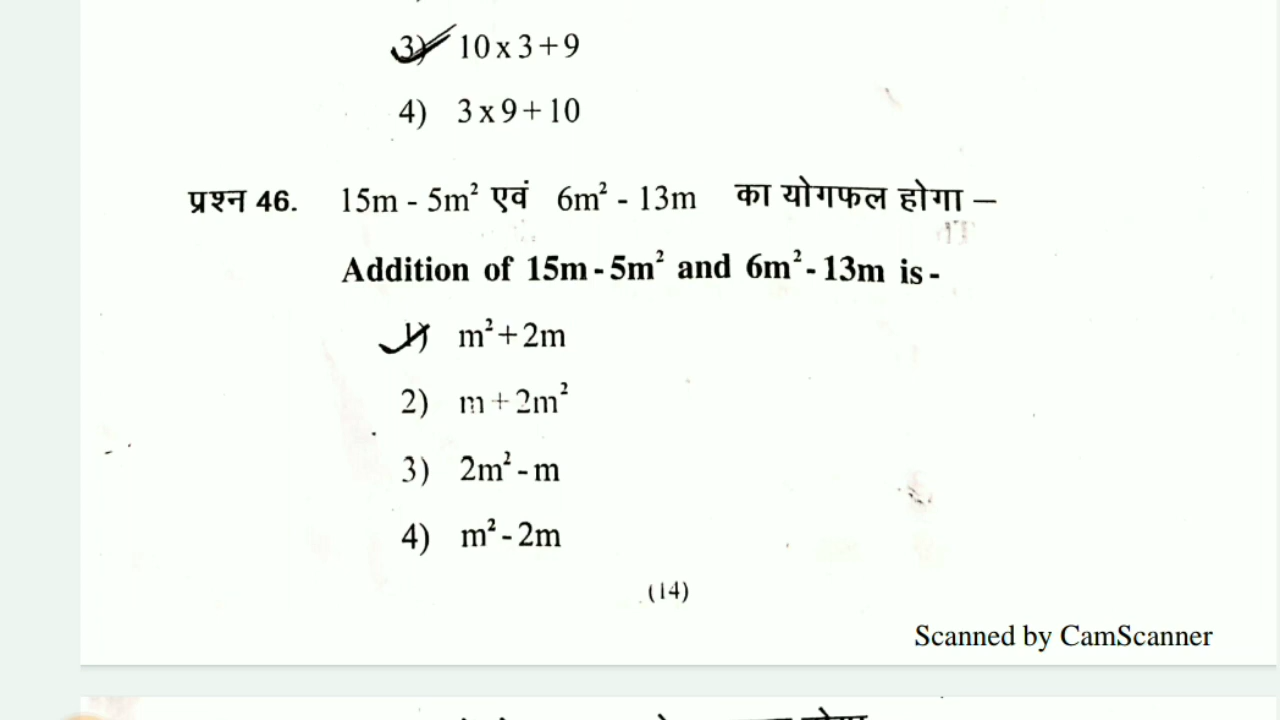 3) 10 x 3 + 9
4) 3 x 9 + 10
प्रश्न 46. 15m - 5m² एवं 6m² - 13m का योगफल होगा –
Addition of 15m - 5m² and 6m² - 13m is -
1) m² + 2m
2) m + 2m²
3) 2m² - m
4) m² - 2m
(14)
Scanned by CamScanner